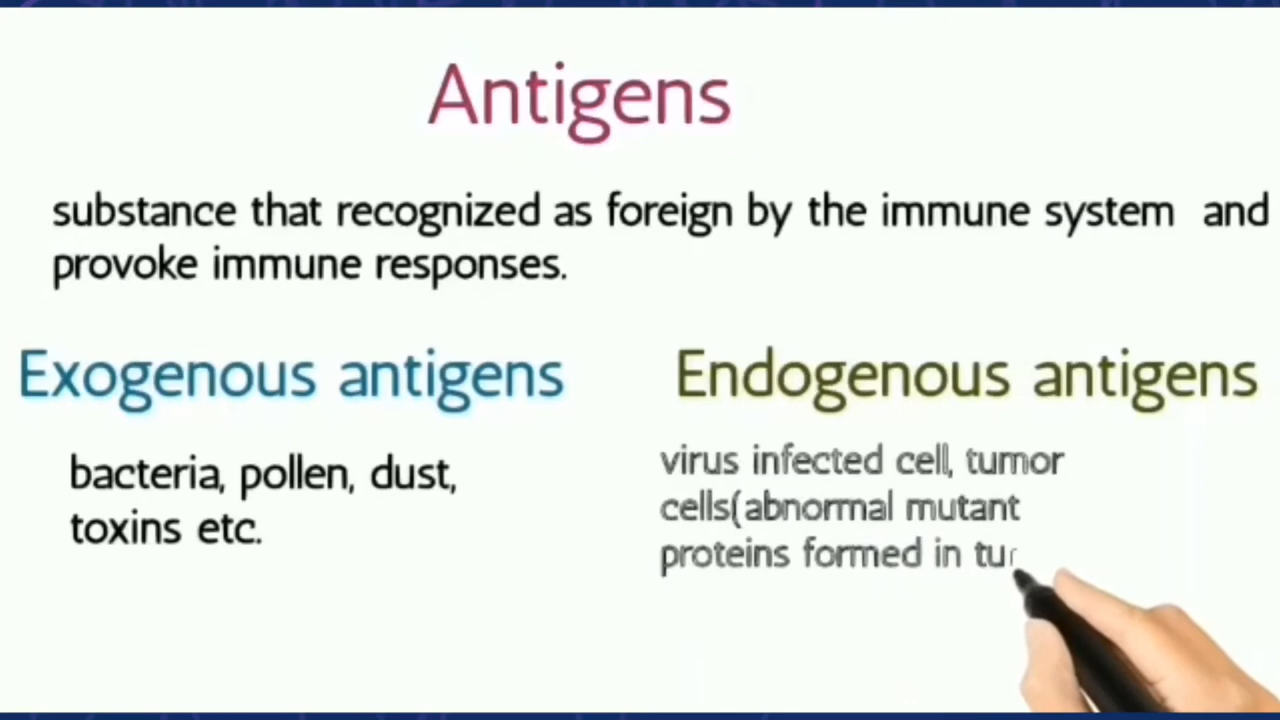 Antigens
substance that recognized as foreign by the immune system and
provoke immune responses.
Exogenous antigens
Endogenous antigens
bacteria, pollen, dust,
toxins etc.
virus infected cell, tumor
cells(abnormal mutant
proteins formed in tur